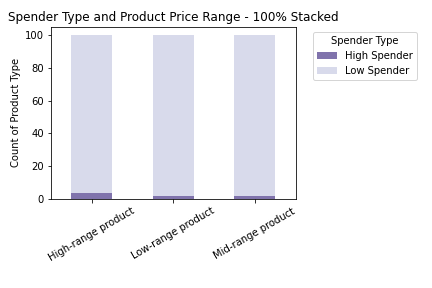 Spender Type and Product Price Range - 100% Stacked
Spender Type
High Spender
Low Spender
Count of Product Type
100
80
60
40
20
0
High-range product
Low-range product
Mid-range product